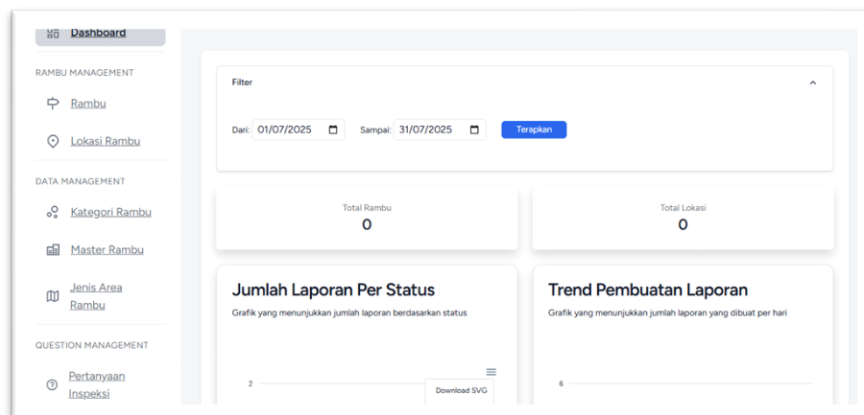 Dashboard
RAMBU MANAGEMENT
Rambu
Lokasi Rambu
DATA MANAGEMENT
Kategori Rambu
Master Rambu
Jenis Area
Rambu
QUESTION MANAGEMENT
Pertanyaan
Inspeksi
Filter
Dari: 01/07/2025 Sampai: 31/07/2025 Terapkan
Total Rambu
0
Total Lokasi
0
Jumlah Laporan Per Status
Grafik yang menunjukkan jumlah laporan berdasarkan status
2
Download SVG
Trend Pembuatan Laporan
Grafik yang menunjukkan jumlah laporan yang dibuat per hari
6